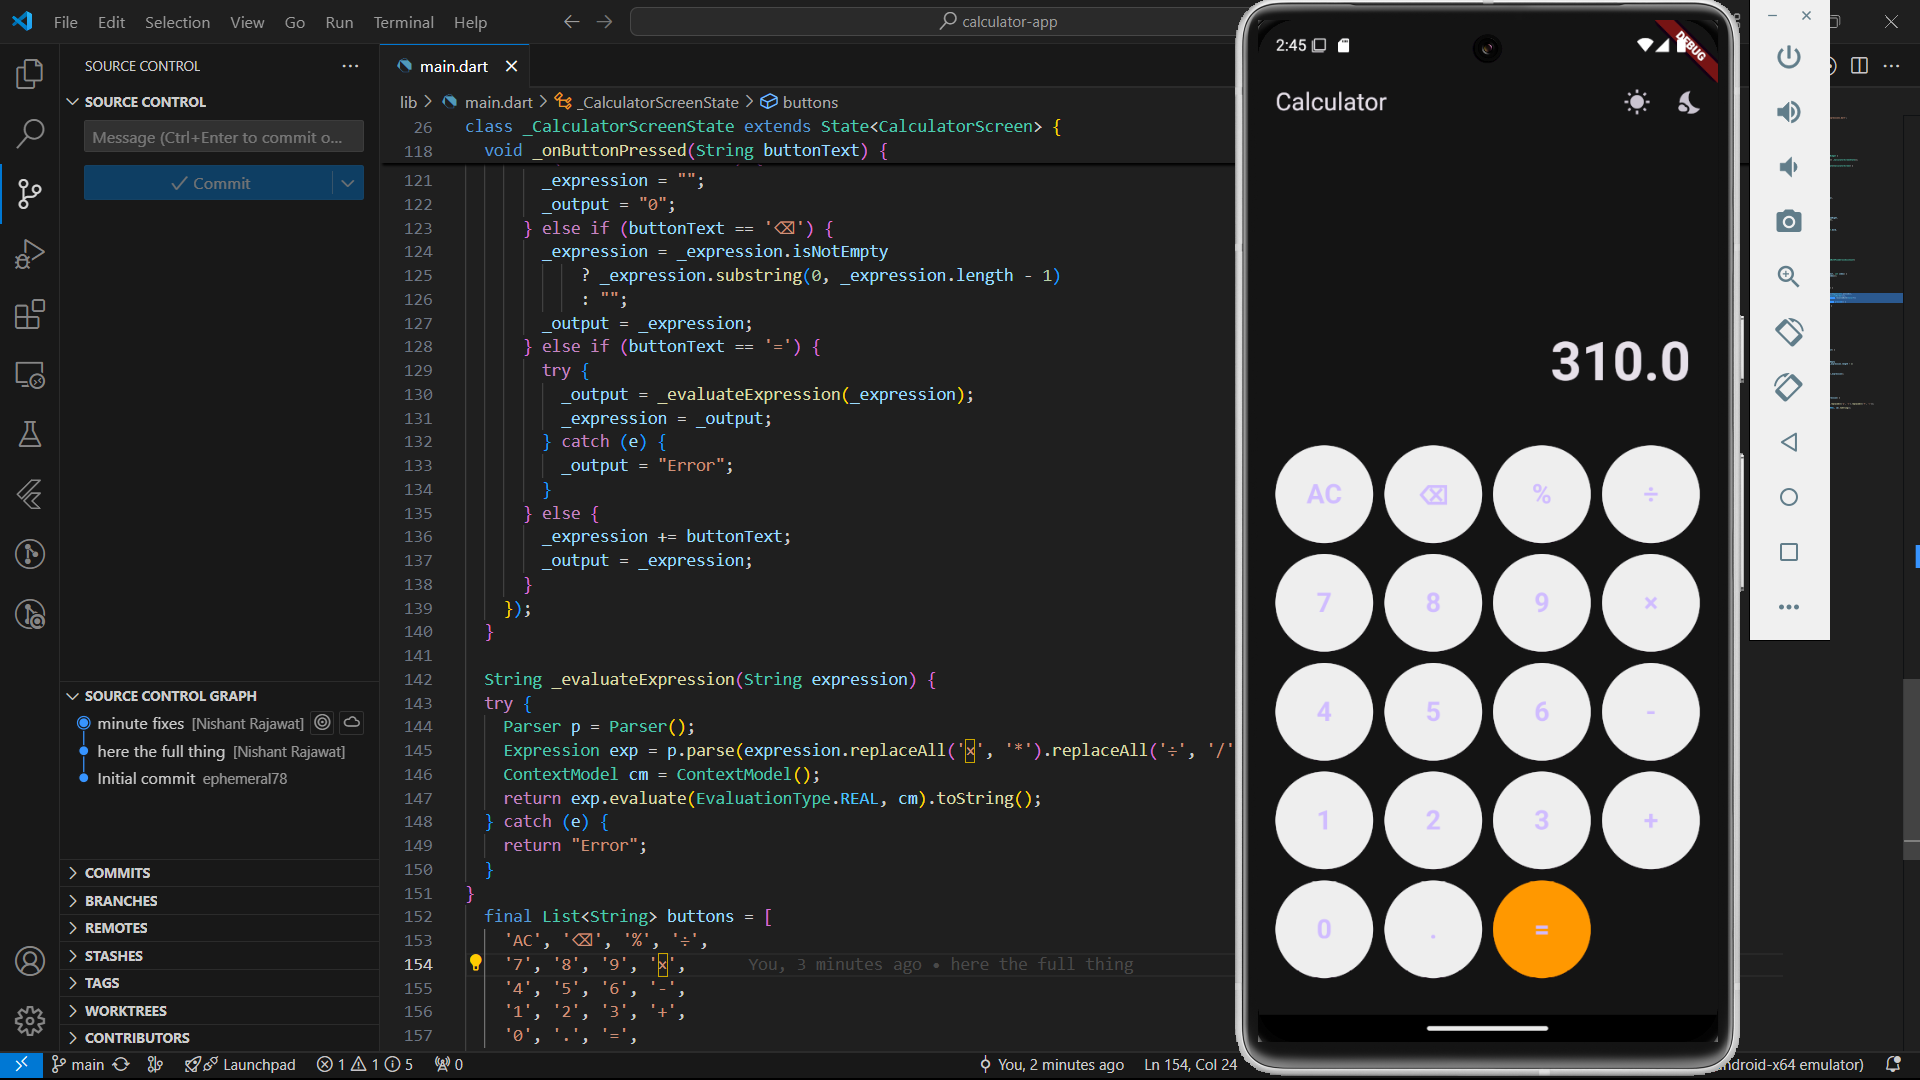 File Edit Selection View Go Run Terminal Help
calculator-app
SOURCE CONTROL
SOURCE CONTROL
Message (Ctrl+Enter to commit o...
Commit
SOURCE CONTROL GRAPH
minute fixes [Nishant Rajawat]
here the full thing [Nishant Rajawat]
Initial commit ephemeral78
COMMITS
BRANCHES
REMOTES
STASHES
TAGS
WORKTREES
CONTRIBUTORS
main.dart
lib > main.dart > _CalculatorScreenState > buttons
26 class _CalculatorScreenState extends State<CalculatorScreen> {
118 void _onButtonPressed(String buttonText) {
121 _expression = "";
122 _output = "0";
123 } else if (buttonText == '⌫') {
124 _expression = _expression.isNotEmpty
125 ? _expression.substring(0, _expression.length - 1)
126 : "";
127 _output = _expression;
128 } else if (buttonText == '=') {
129 try {
130 _output = _evaluateExpression(_expression);
131 _expression = _output;
132 } catch (e) {
133 _output = "Error";
134 }
135 } else {
136 _expression += buttonText;
137 _output = _expression;
138 }
139 });
140 }
141
142 String _evaluateExpression(String expression) {
143 try {
144 Parser p = Parser();
145 Expression exp = p.parse(expression.replaceAll('×', '*').replaceAll('÷', '/'
146 ContextModel cm = ContextModel();
147 return exp.evaluate(EvaluationType.REAL, cm).toString();
148 } catch (e) {
149 return "Error";
150 }
151 }
152 final List<String> buttons = [
153 'AC', '⌫', '%', '÷',
154 '7', '8', '9', '×', You, 3 minutes ago • here the full thing
155 '4', '5', '6', '-',
156 '1', '2', '3', '+',
157 '0', '.', '=',
2:45
DEBUG
Calculator
310.0
AC ⌫ % ÷
7 8 9 ×
4 5 6 -
1 2 3 +
0 . =
main Launchpad 1 1 5 0 You, 2 minutes ago Ln 154, Col 24 ndroid-x64 emulator)